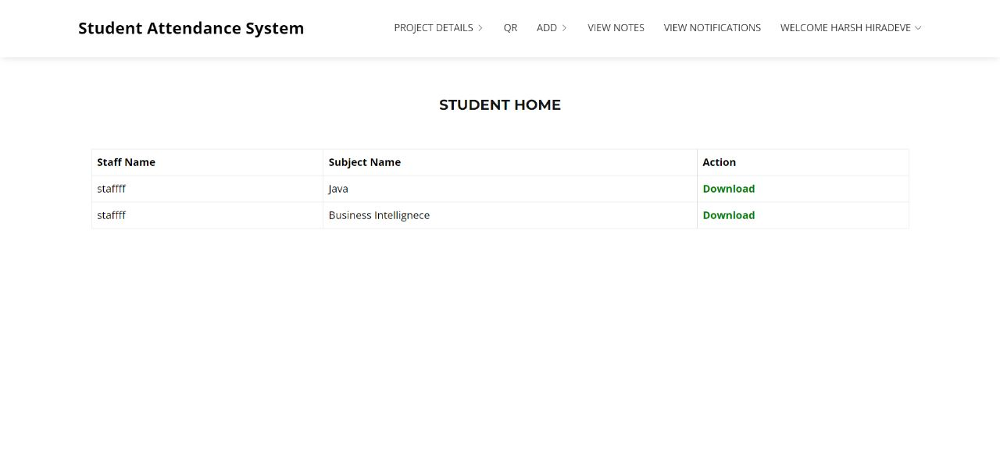 Student Attendance System
PROJECT DETAILS QR ADD VIEW NOTES VIEW NOTIFICATIONS WELCOME HARSH HIRADEVE
STUDENT HOME
Staff Name Subject Name Action
staffff Java Download
staffff Business Intellignece Download